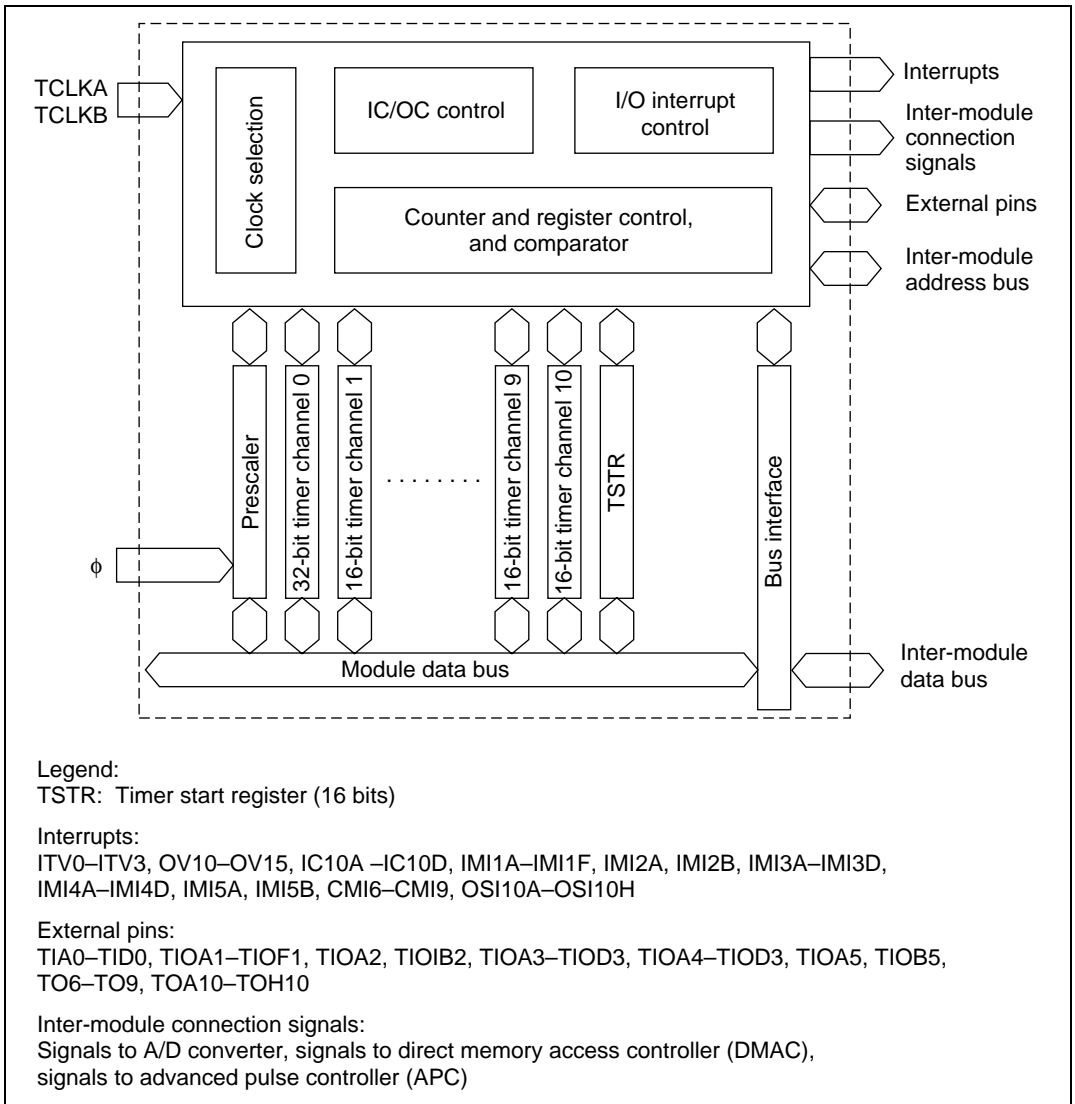 TCLKA
TCLKB
Clock selection
IC/OC control
I/O interrupt
control
Counter and register control,
and comparator
Interrupts
Inter-module
connection
signals
External pins
Inter-module
address bus
Prescaler
32-bit timer channel 0
16-bit timer channel 1
. . . . . . . .
16-bit timer channel 9
16-bit timer channel 10
TSTR
Bus interface
ϕ
Module data bus
Inter-module
data bus
Legend:
TSTR: Timer start register (16 bits)
Interrupts:
ITV0–ITV3, OV10–OV15, IC10A –IC10D, IMI1A–IMI1F, IMI2A, IMI2B, IMI3A–IMI3D,
IMI4A–IMI4D, IMI5A, IMI5B, CMI6–CMI9, OSI10A–OSI10H
External pins:
TIA0–TID0, TIOA1–TIOF1, TIOA2, TIOIB2, TIOA3–TIOD3, TIOA4–TIOD3, TIOA5, TIOB5,
TO6–TO9, TOA10–TOH10
Inter-module connection signals:
Signals to A/D converter, signals to direct memory access controller (DMAC),
signals to advanced pulse controller (APC)